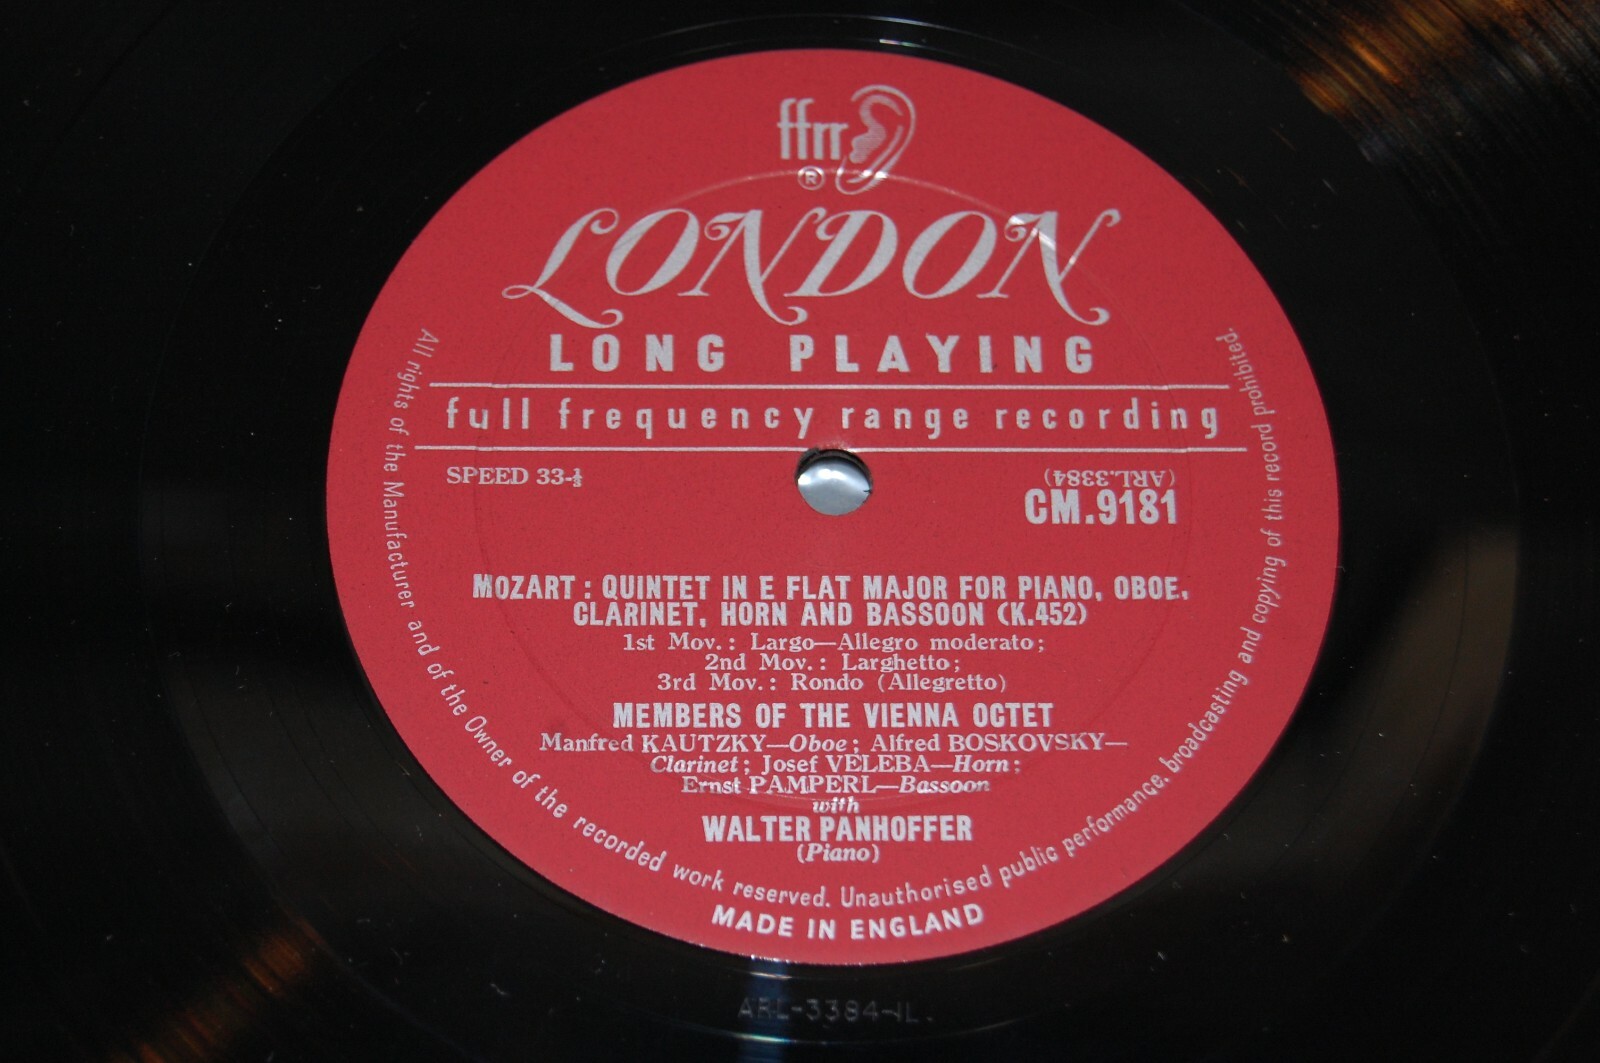 ffrr
®
LONDON
LONG PLAYING
full frequency range recording
SPEED 33-⅓
(ARL.3384)
CM.9181
MOZART : QUINTET IN E FLAT MAJOR FOR PIANO, OBOE,
CLARINET, HORN AND BASSOON (K.452)
1st Mov.: Largo—Allegro moderato;
2nd Mov.: Larghetto;
3rd Mov.: Rondo (Allegretto)
MEMBERS OF THE VIENNA OCTET
Manfred KAUTZKY—Oboe; Alfred BOSKOVSKY—
Clarinet; Josef VELEBA—Horn;
Ernst PAMPERL—Bassoon
with
WALTER PANHOFFER
(Piano)
All rights of the Manufacturer and of the Owner of the recorded work reserved. Unauthorised public performance, broadcasting and copying of this record prohibited.
MADE IN ENGLAND
ARL-3384-1L